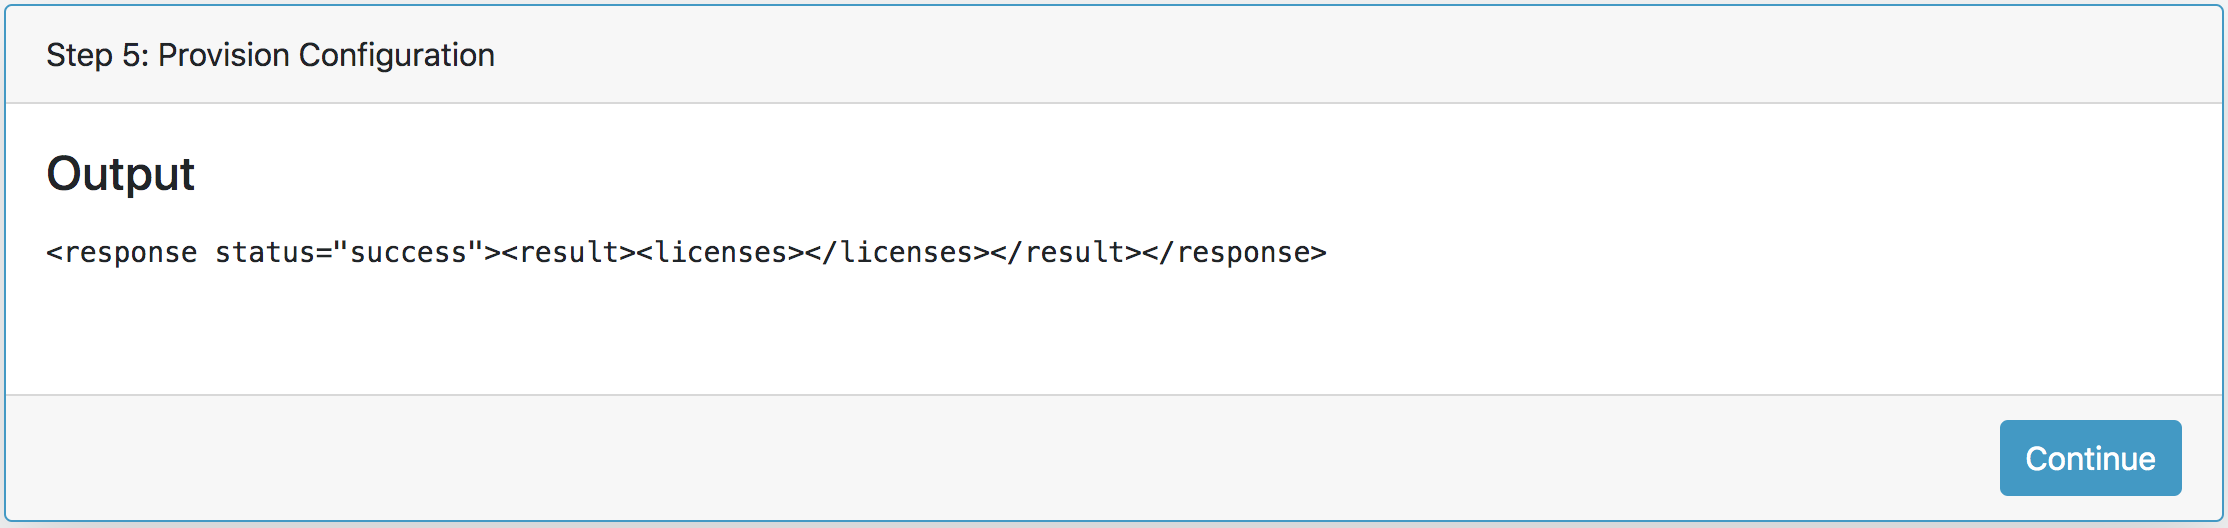 Step 5: Provision Configuration
Output
<response status="success"><result><licenses></licenses></result></response>
Continue